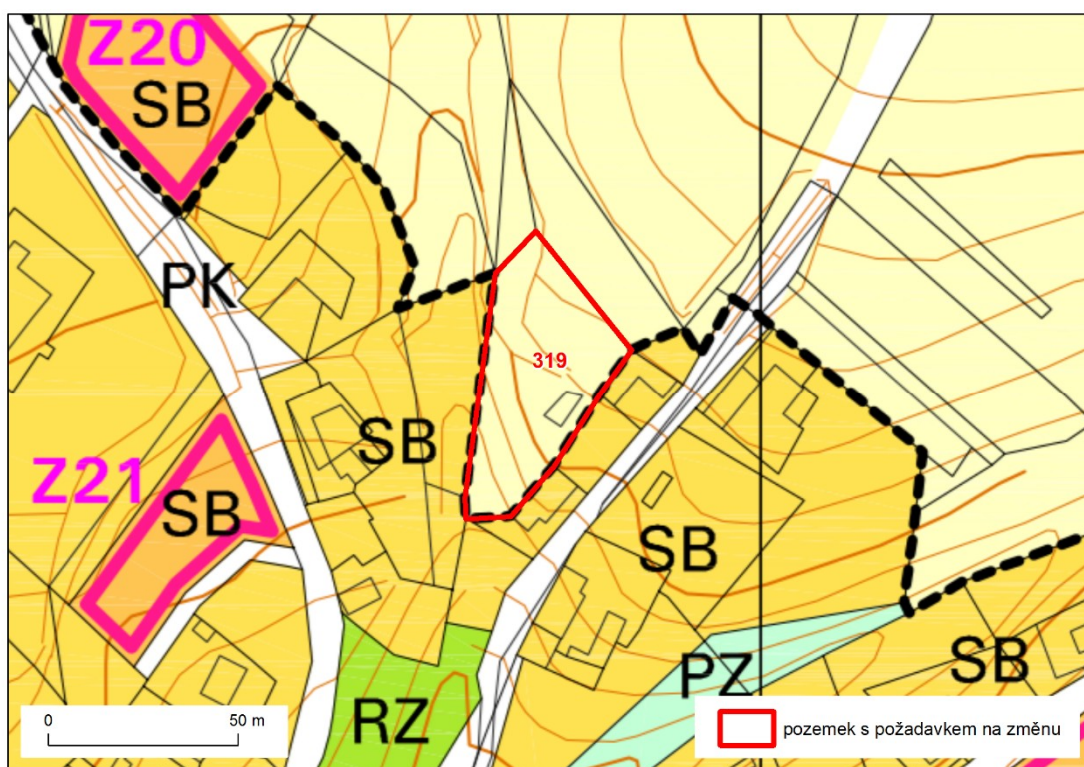 Z20
SB
PK
319
SB
Z21
SB
SB
SB
PZ
RZ
0 50 m
pozemek s požadavkem na změnu